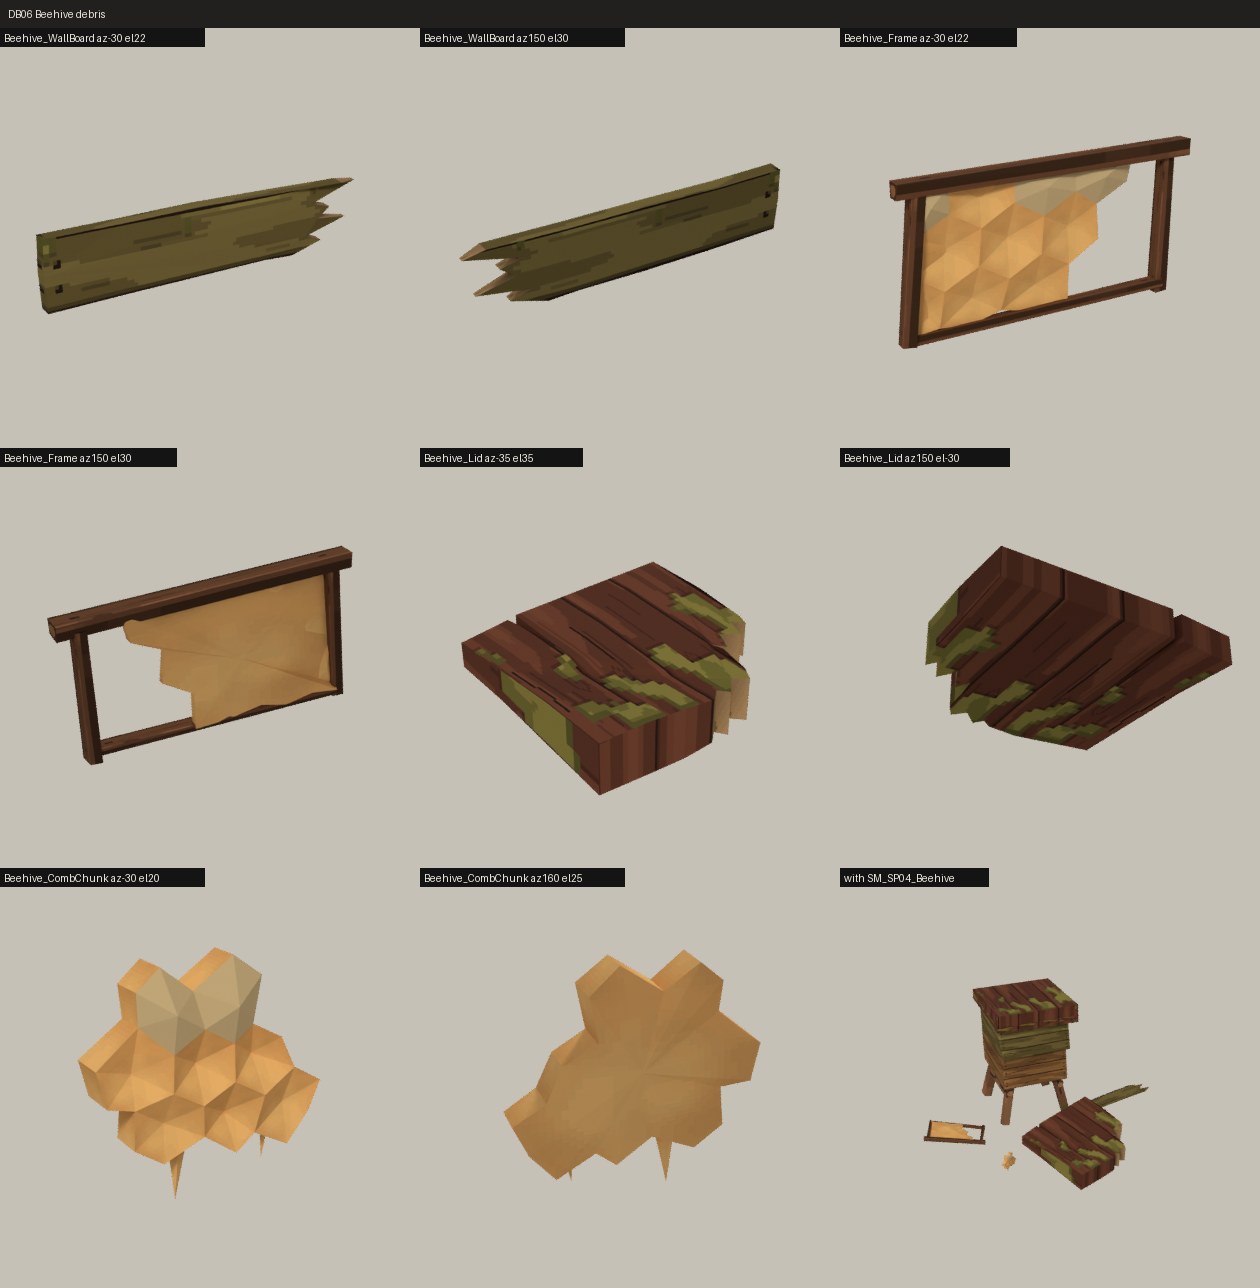 DB06 Beehive debris
Beehive_WallBoard az-30 el22
Beehive_WallBoard az150 el30
Beehive_Frame az-30 el22
Beehive_Frame az150 el30
Beehive_Lid az-35 el35
Beehive_Lid az150 el-30
Beehive_CombChunk az-30 el20
Beehive_CombChunk az160 el25
with SM_SP04_Beehive